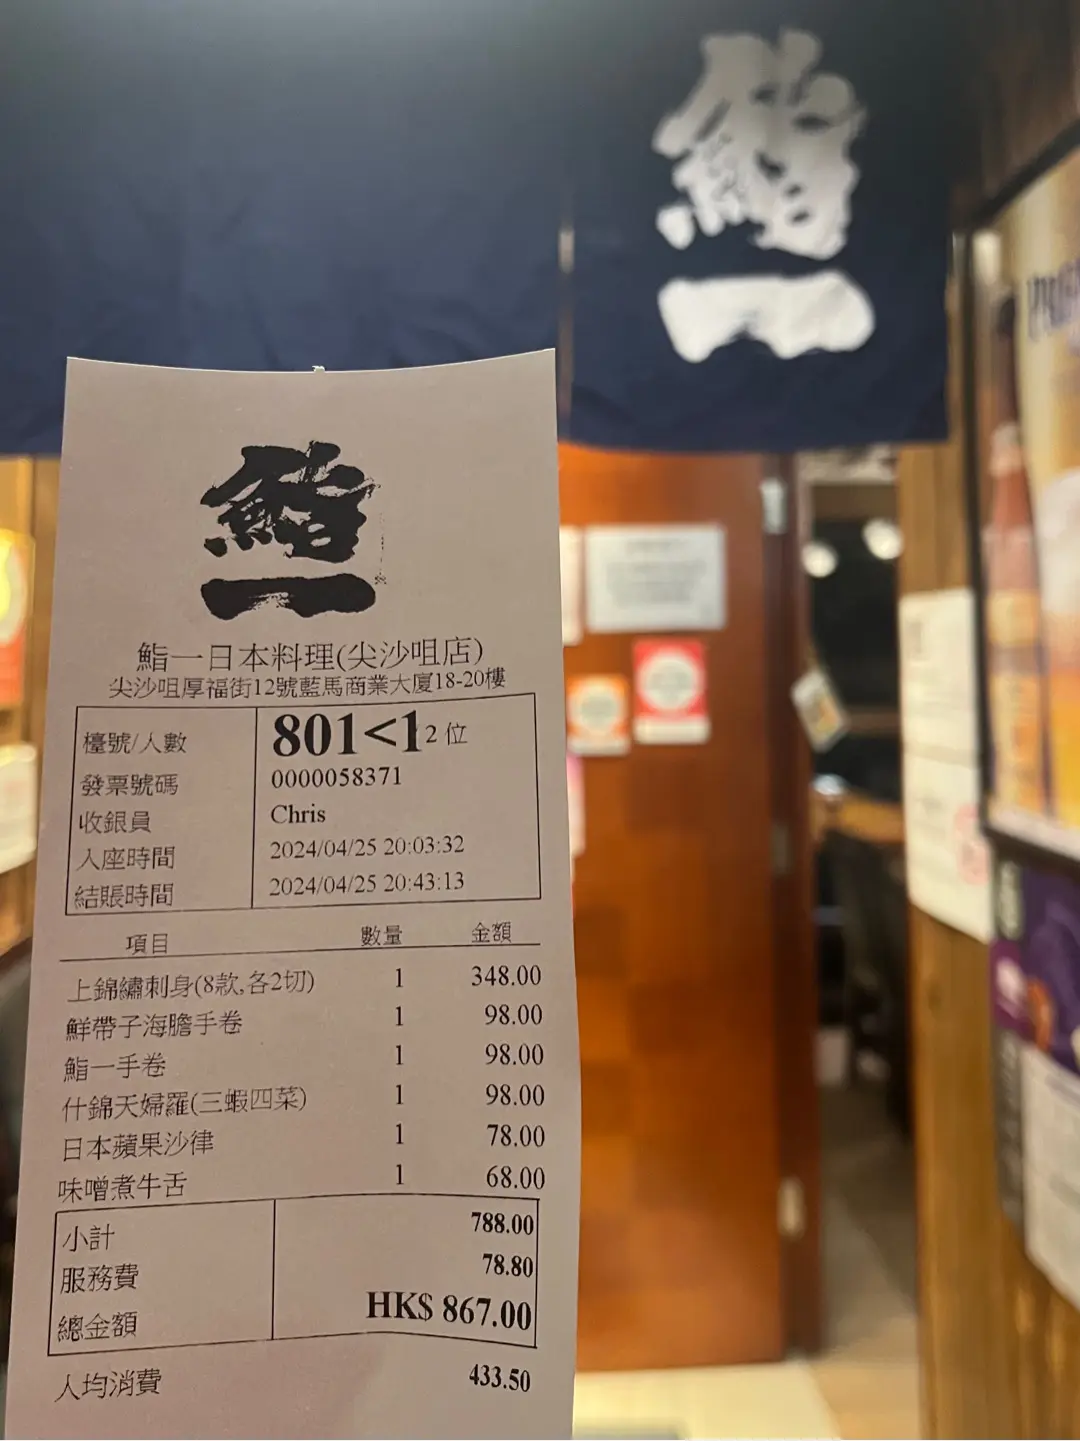 鮨
一
鮨
一
鮨一日本料理(尖沙咀店)
尖沙咀厚福街12號藍馬商業大廈18-20樓
檯號/人數 801<1 2 位
發票號碼 0000058371
收銀員 Chris
入座時間 2024/04/25 20:03:32
結賬時間 2024/04/25 20:43:13
項目 數量 金額
上錦繡刺身(8款,各2切) 1 348.00
鮮帶子海膽手卷 1 98.00
鮨一手卷 1 98.00
什錦天婦羅(三蝦四菜) 1 98.00
日本蘋果沙律 1 78.00
味噌煮牛舌 1 68.00
小計 788.00
服務費 78.80
總金額 HK$ 867.00
人均消費 433.50